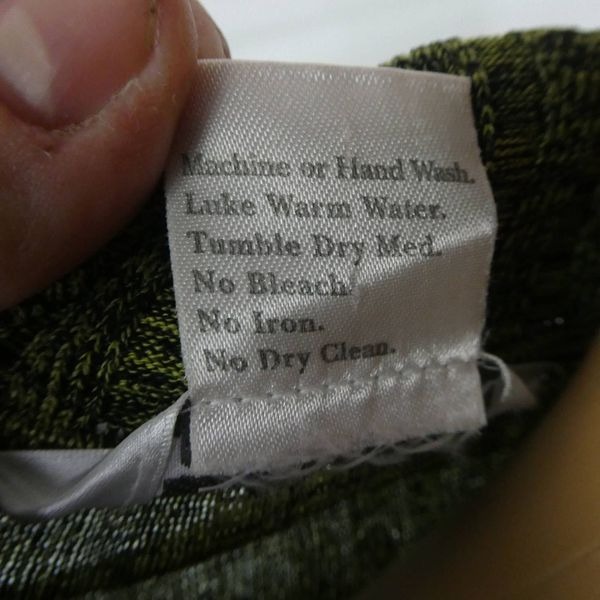 Machine or Hand Wash.
Luke Warm Water.
Tumble Dry Med.
No Bleach.
No Iron.
No Dry Clean.